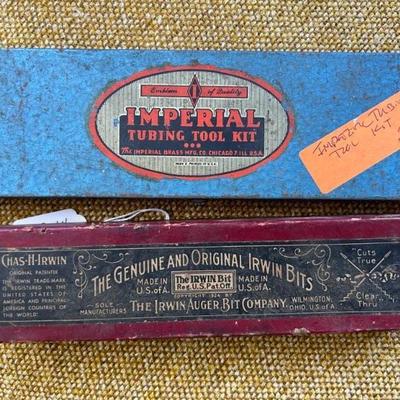 Emblem of Quality
IMPERIAL
TUBING TOOL KIT
The IMPERIAL BRASS MFG. CO. CHICAGO 7. ILL. U.S.A.
IMPERIAL
TOOL KIT
CHAS-H-IRWIN
ORIGINAL PATENTEE
THE IRWIN TRADE-MARK
IS REGISTERED IN THE
UNITED STATES OF
AMERICA AND PRINCIPAL
FOREIGN COUNTRIES OF
THE WORLD
THE GENUINE AND ORIGINAL IRWIN BITS
MADE IN
U.S.of A.
The IRWIN Bit
Reg. U.S. Pat. Off.
MADE IN
U.S.of A.
COPYRIGHT 1924 BY
SOLE
MANUFACTURERS
THE IRWIN AUGER BIT COMPANY
WILMINGTON,
OHIO, U.S. of A.
Cuts
True
Clear
Thru